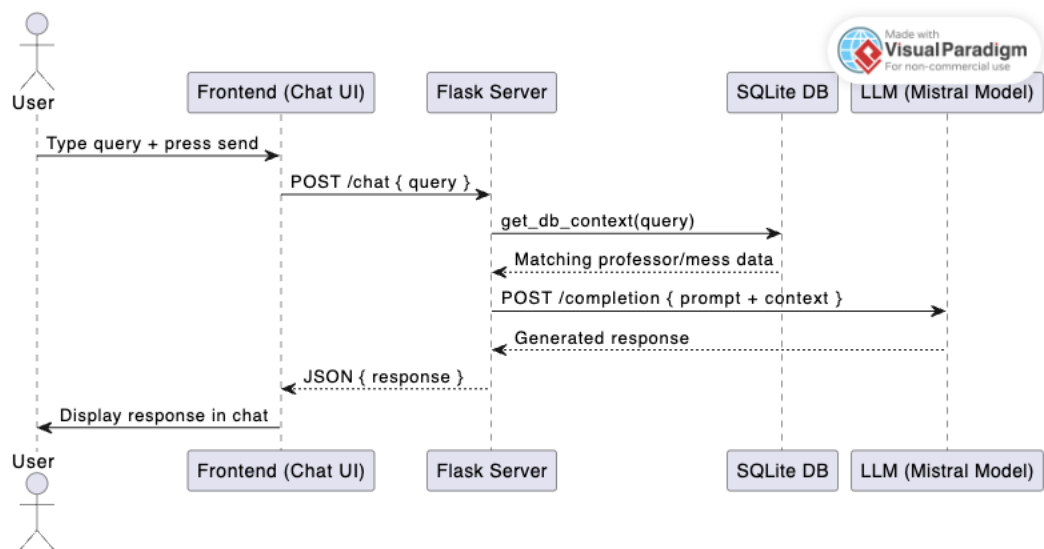 Made with
Visual Paradigm
For non-commercial use
User
Frontend (Chat UI)
Flask Server
SQLite DB
LLM (Mistral Model)
Type query + press send
POST /chat { query }
get_db_context(query)
Matching professor/mess data
POST /completion { prompt + context }
Generated response
JSON { response }
Display response in chat
User
Frontend (Chat UI)
Flask Server
SQLite DB
LLM (Mistral Model)